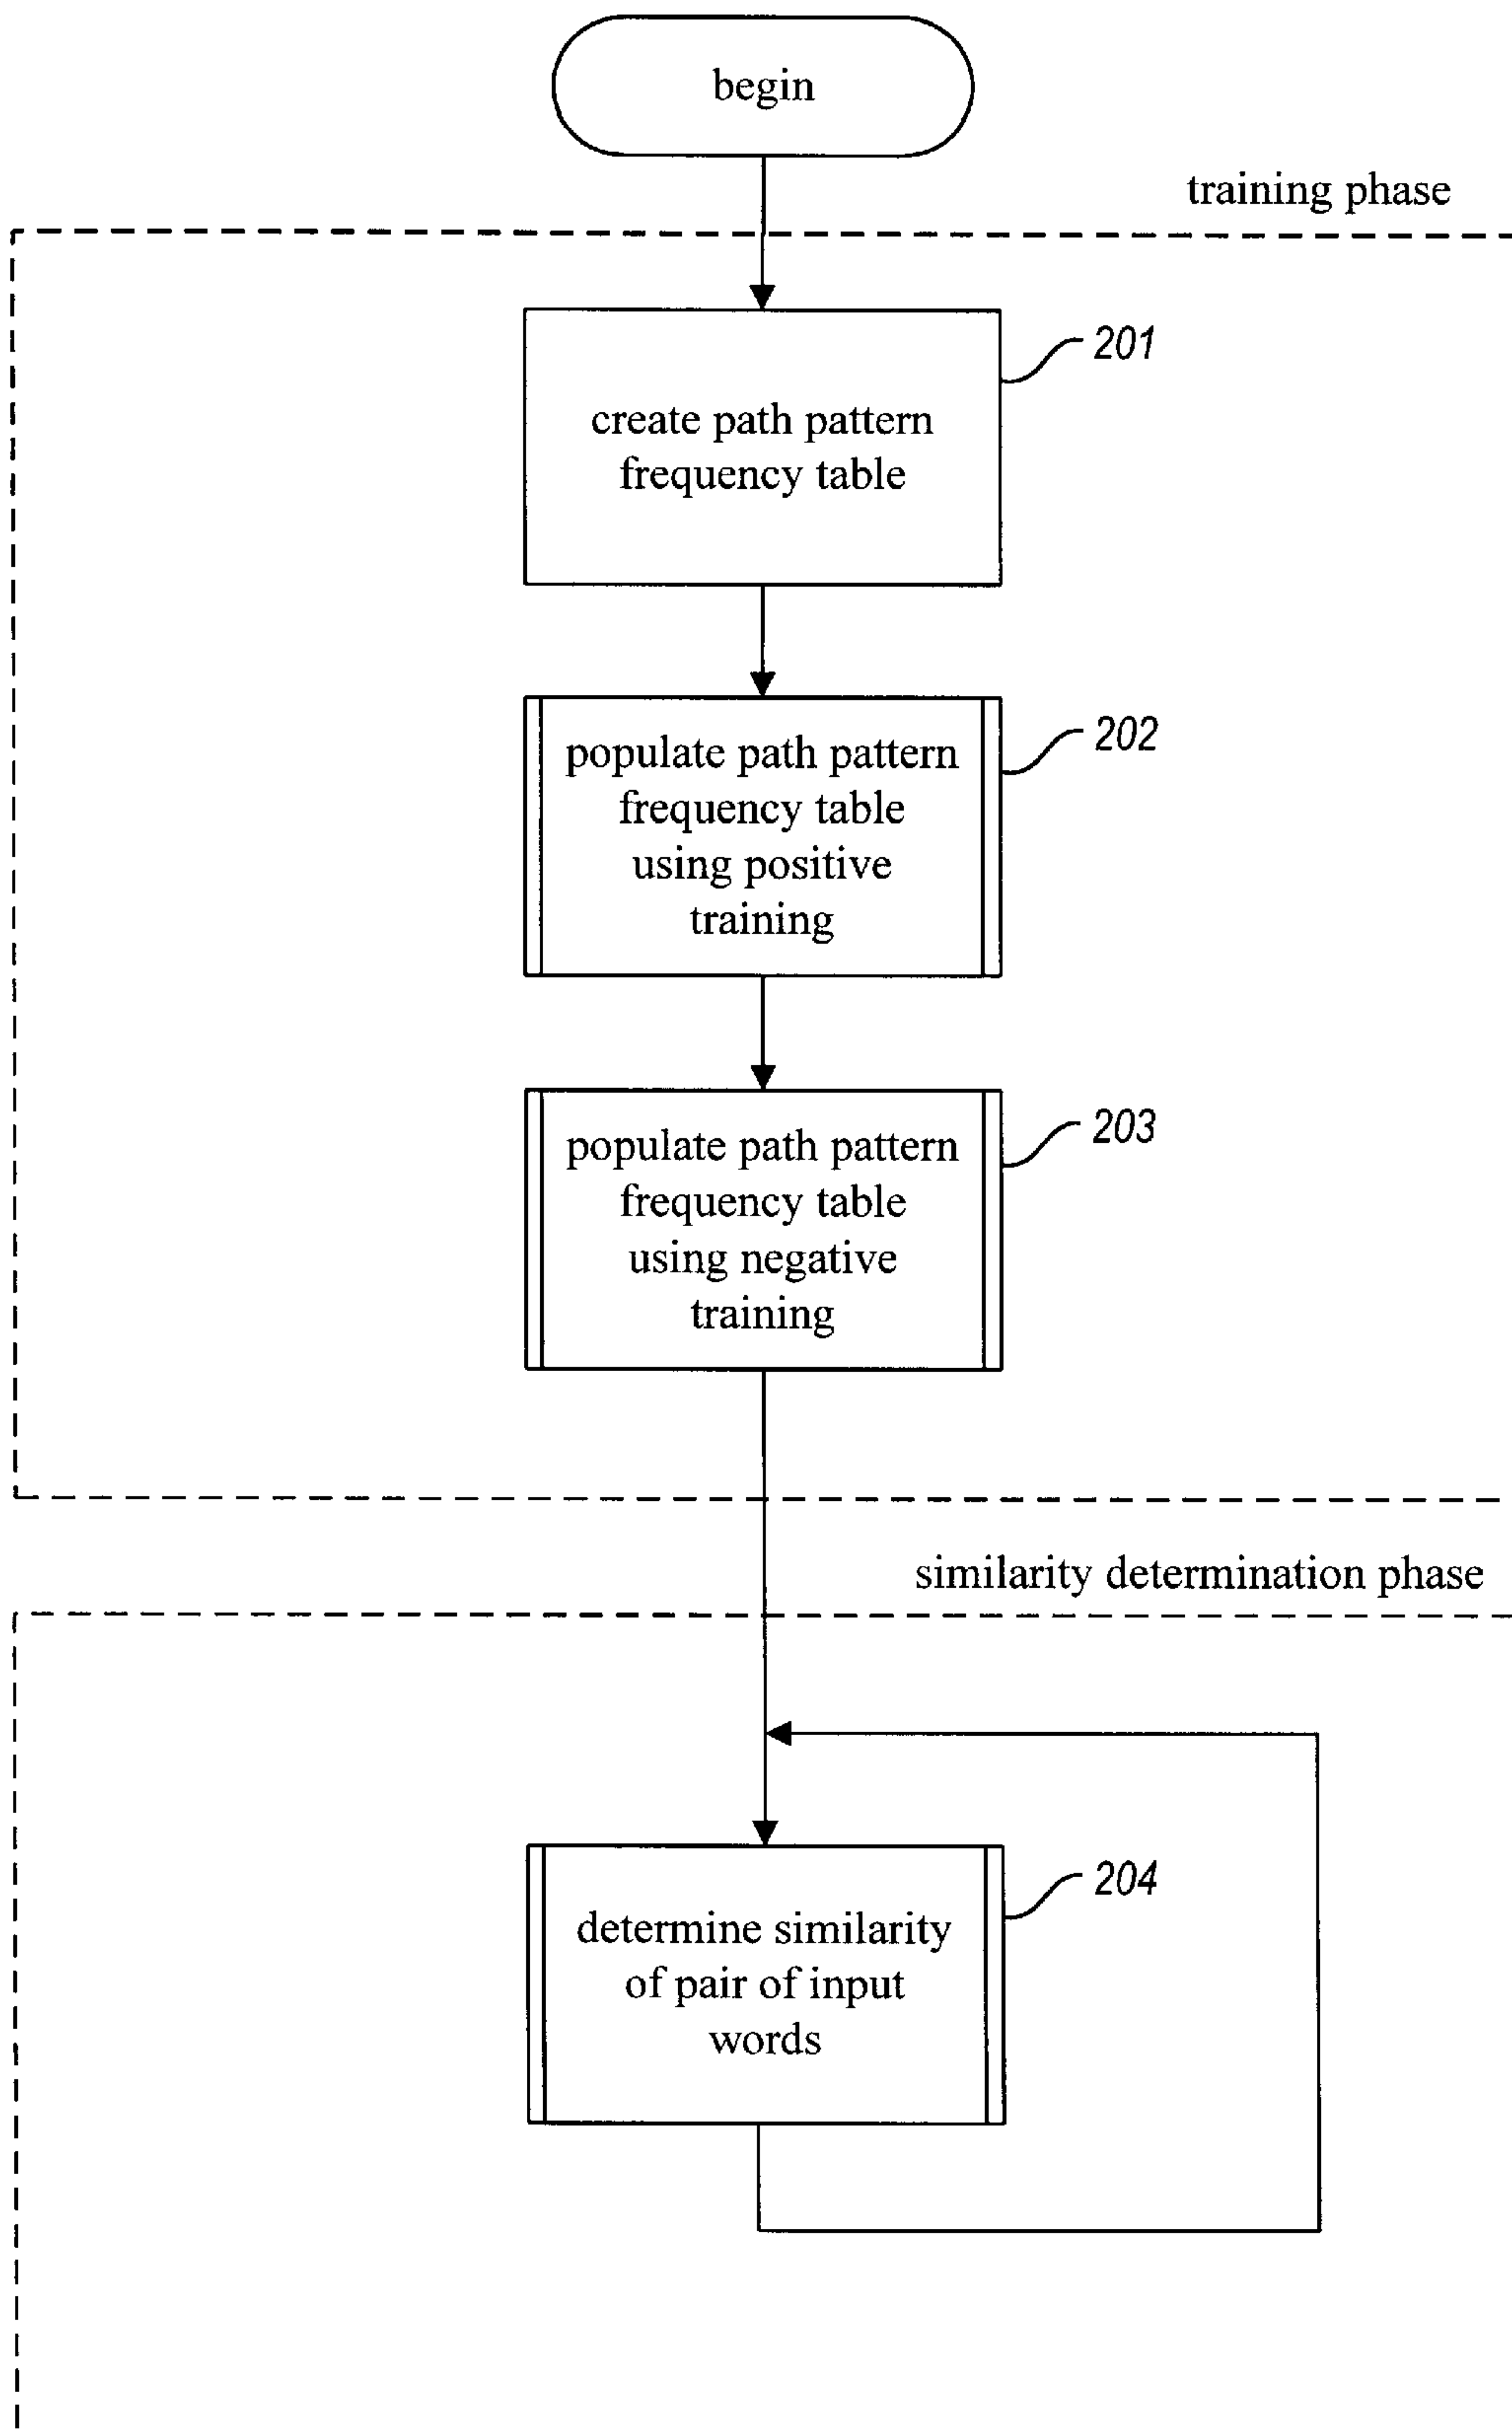 begin
training phase
201
create path pattern
frequency table
202
populate path pattern
frequency table
using positive
training
203
populate path pattern
frequency table
using negative
training
similarity determination phase
204
determine similarity
of pair of input
words